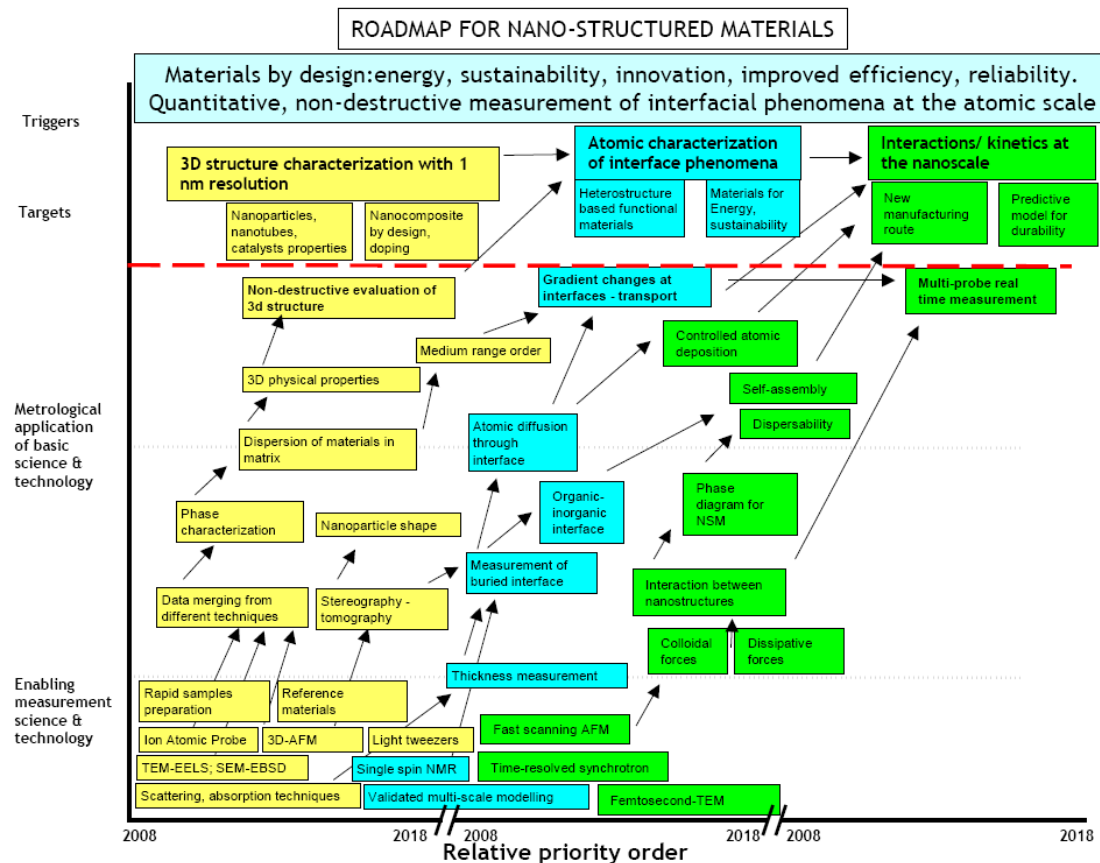 ROADMAP FOR NANO-STRUCTURED MATERIALS
Materials by design:energy, sustainability, innovation, improved efficiency, reliability.
Quantitative, non-destructive measurement of interfacial phenomena at the atomic scale
Triggers
3D structure characterization with 1
nm resolution
Atomic characterization
of interface phenomena
Interactions/ kinetics at
the nanoscale
Targets
Nanoparticles,
nanotubes,
catalysts properties
Nanocomposite
by design,
doping
Heterostructure
based functional
materials
Materials for
Energy,
sustainability
New
manufacturing
route
Predictive
model for
durability
Non-destructive evaluation of
3d structure
Gradient changes at
interfaces - transport
Multi-probe real
time measurement
Medium range order
Controlled atomic
deposition
3D physical properties
Self-assembly
Metrological
application
of basic
science &
technology
Dispersion of materials in
matrix
Atomic diffusion
through
interface
Dispersability
Phase
characterization
Nanoparticle shape
Organic-
inorganic
interface
Phase
diagram for
NSM
Data merging from
different techniques
Stereography -
tomography
Measurement of
buried interface
Interaction between
nanostructures
Colloidal
forces
Dissipative
forces
Enabling
measurement
science &
technology
Rapid samples
preparation
Reference
materials
Thickness measurement
Ion Atomic Probe
3D-AFM
Light tweezers
Fast scanning AFM
TEM-EELS; SEM-EBSD
Single spin NMR
Time-resolved synchrotron
Scattering, absorption techniques
Validated multi-scale modelling
Femtosecond-TEM
2008
2018
2008
2018
2008
2018
Relative priority order